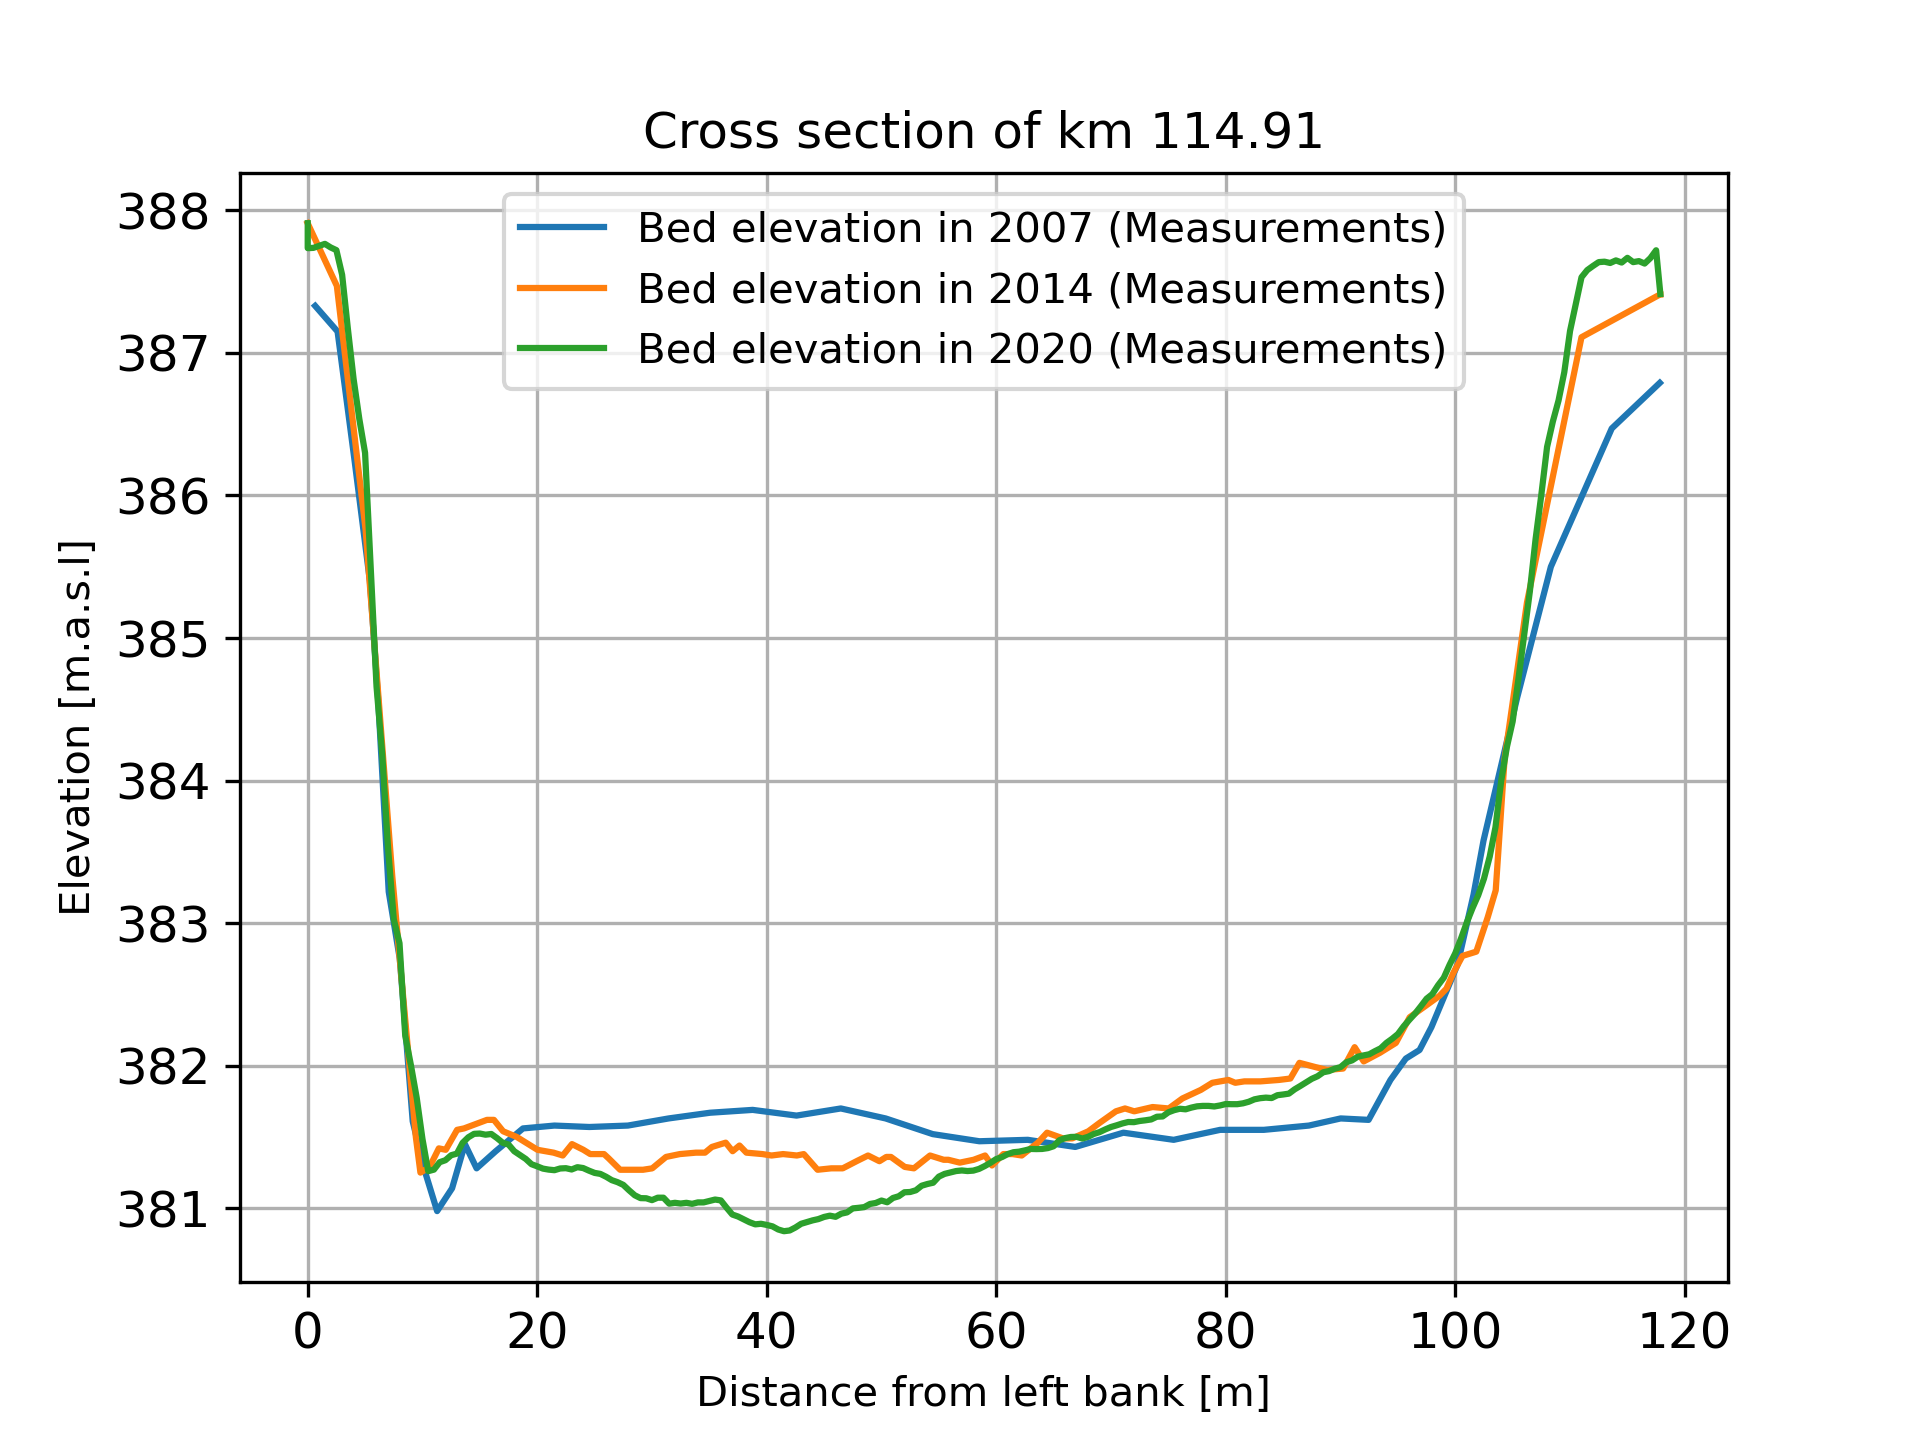 Cross section of km 114.91
Bed elevation in 2007 (Measurements)
Bed elevation in 2014 (Measurements)
Bed elevation in 2020 (Measurements)
388
387
386
385
384
383
382
381
Elevation [m.a.s.l]
0 20 40 60 80 100 120
Distance from left bank [m]